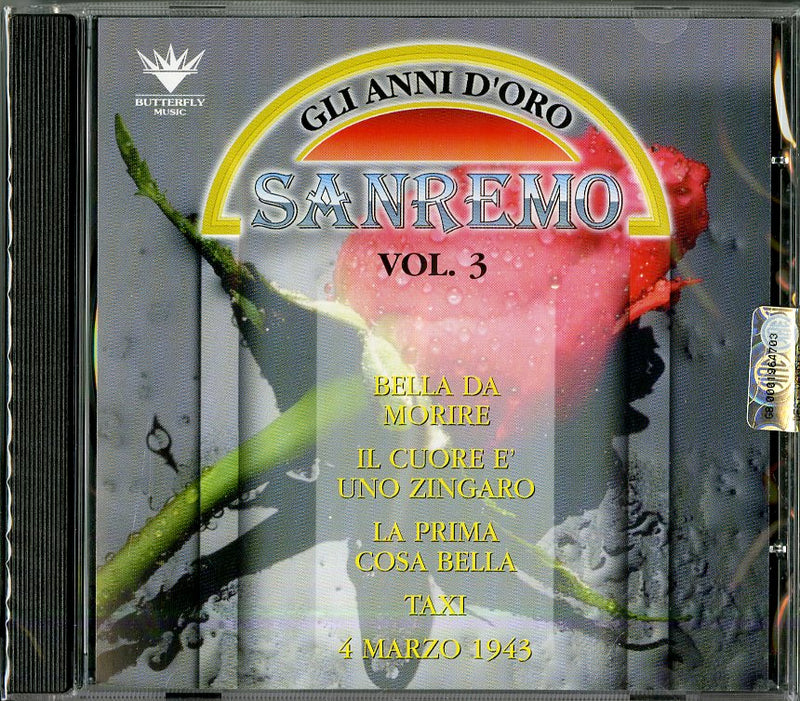 BUTTERFLY
MUSIC
GLI ANNI D'ORO
SANREMO
VOL. 3
BELLA DA
MORIRE
IL CUORE E'
UNO ZINGARO
LA PRIMA
COSA BELLA
TAXI
4 MARZO 1943